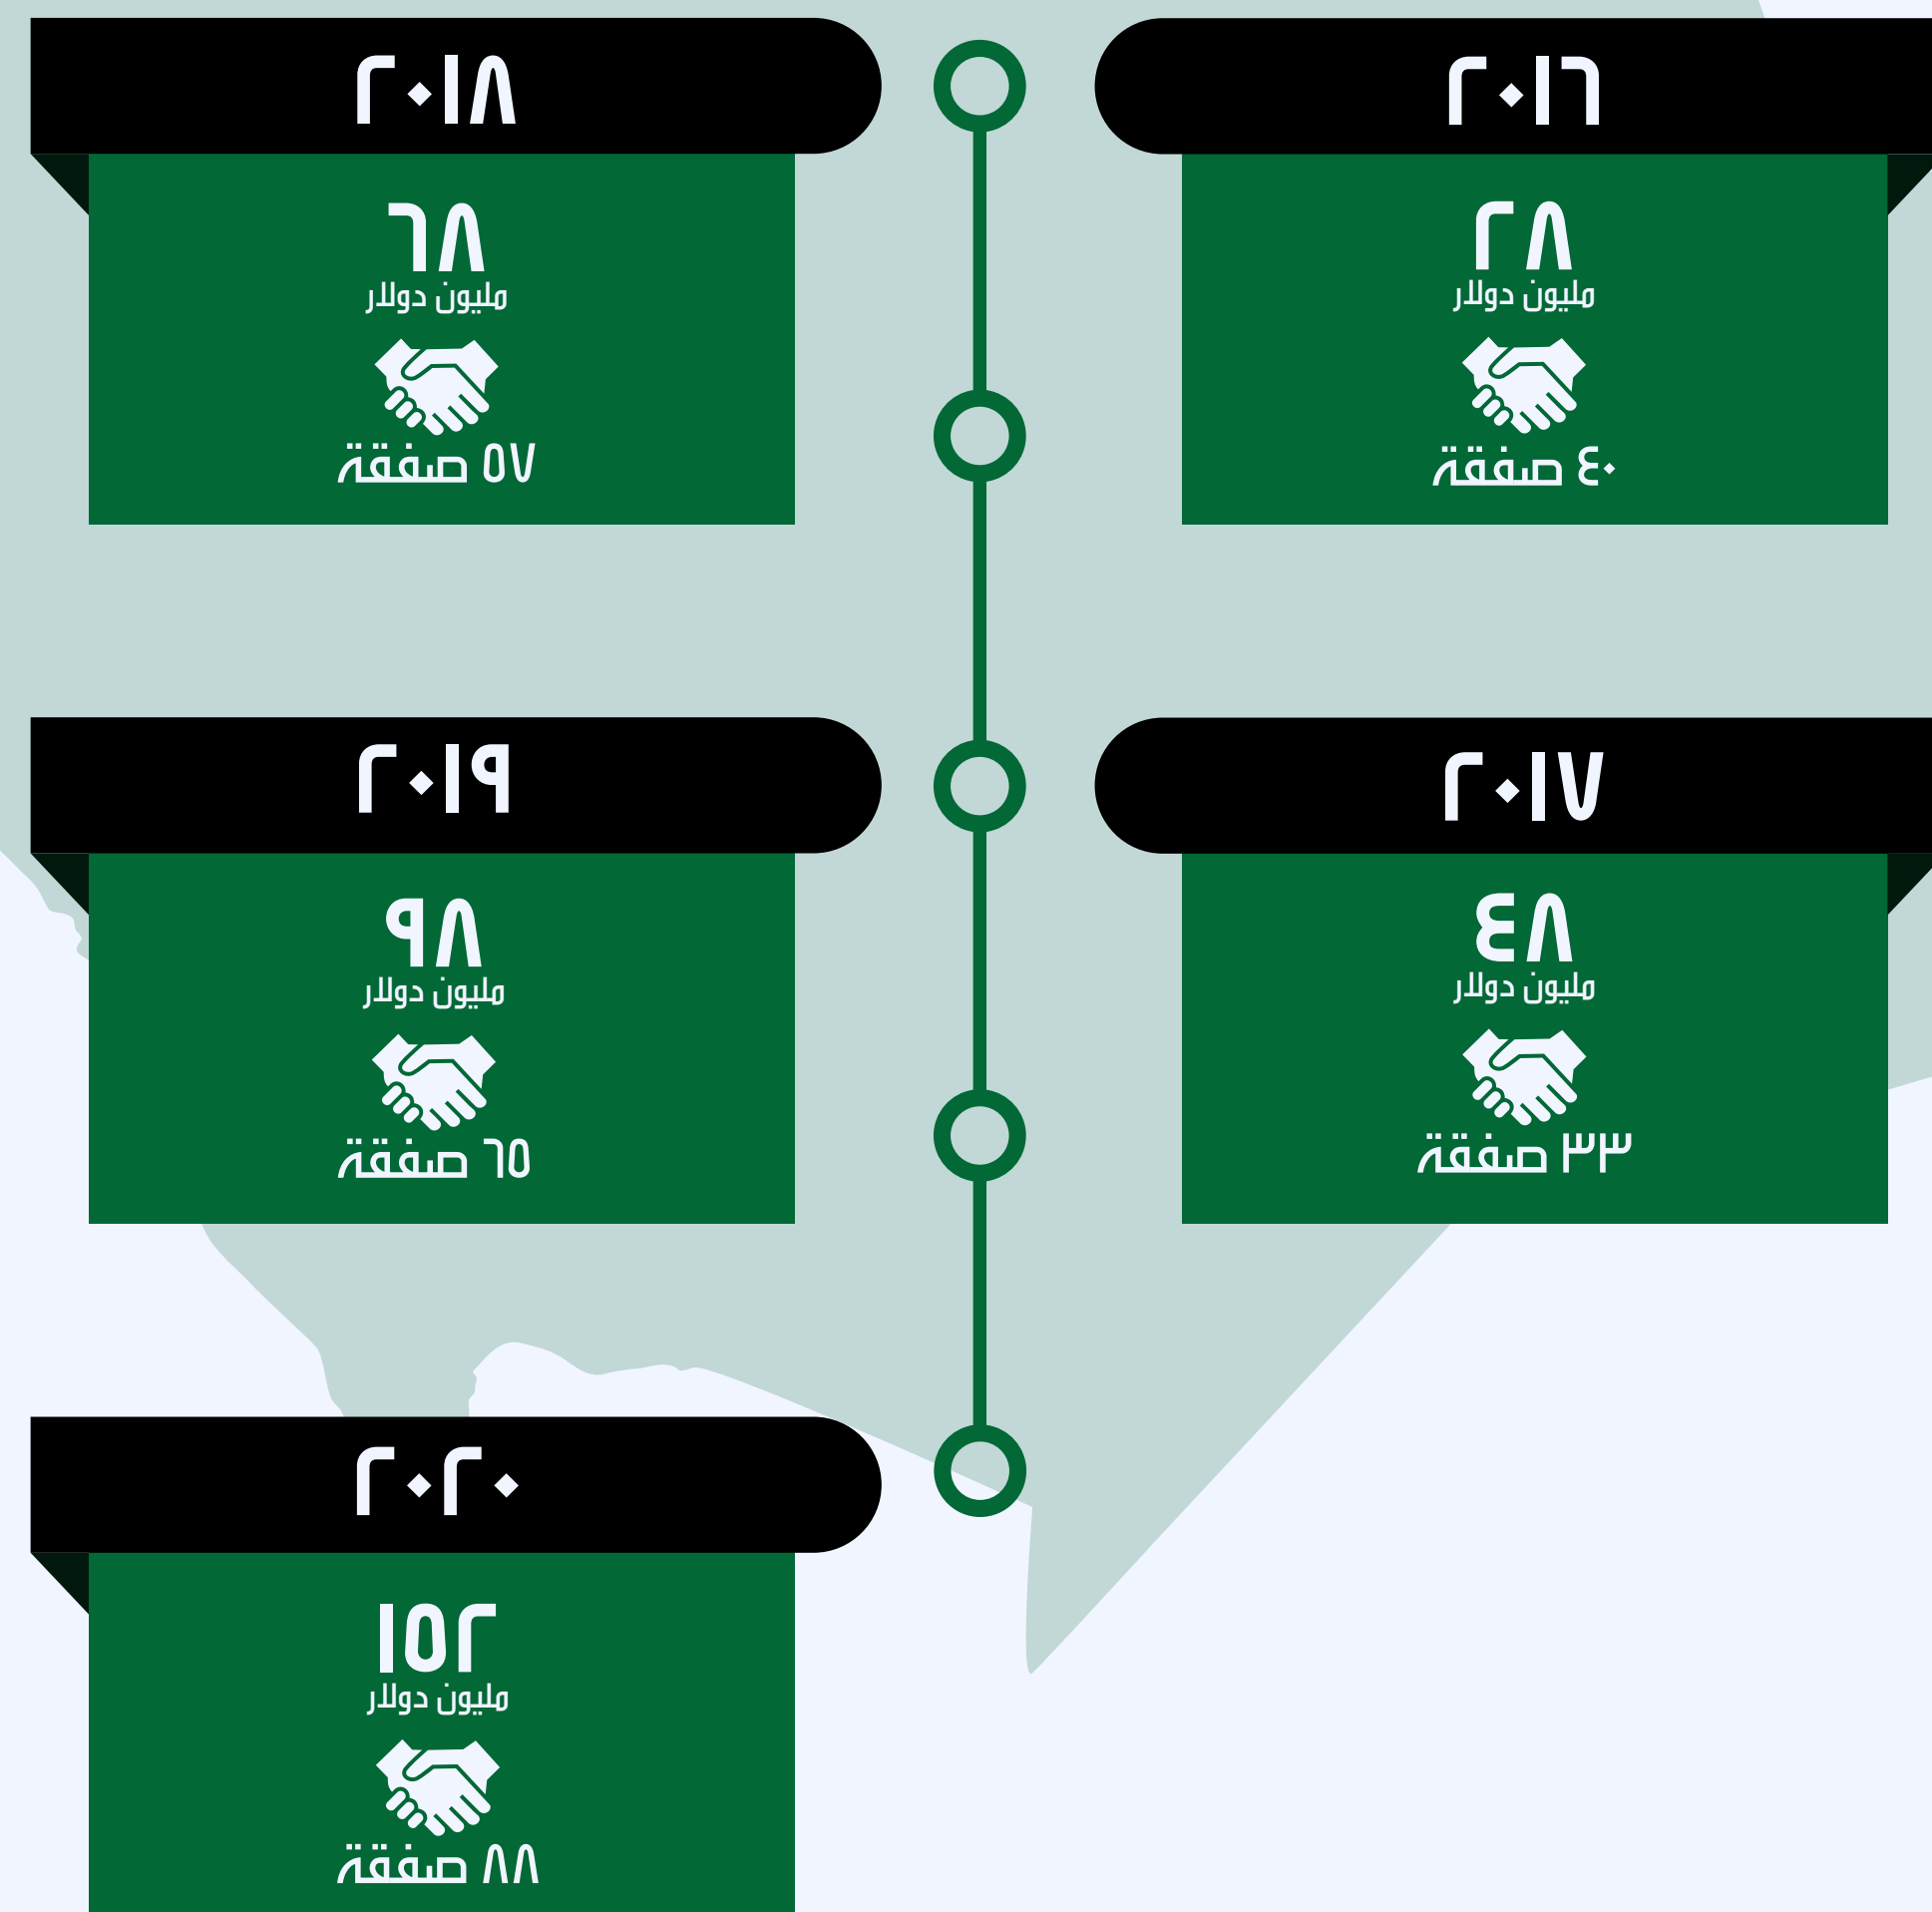 ٢٠١٦
٢٨
مليون دولار
٤٠ صفقة
٢٠١٧
٤٨
مليون دولار
٣٣ صفقة
٢٠١٨
٦٨
مليون دولار
٥٧ صفقة
٢٠١٩
٩٨
مليون دولار
٦٥ صفقة
٢٠٢٠
١٥٢
مليون دولار
٨٨ صفقة